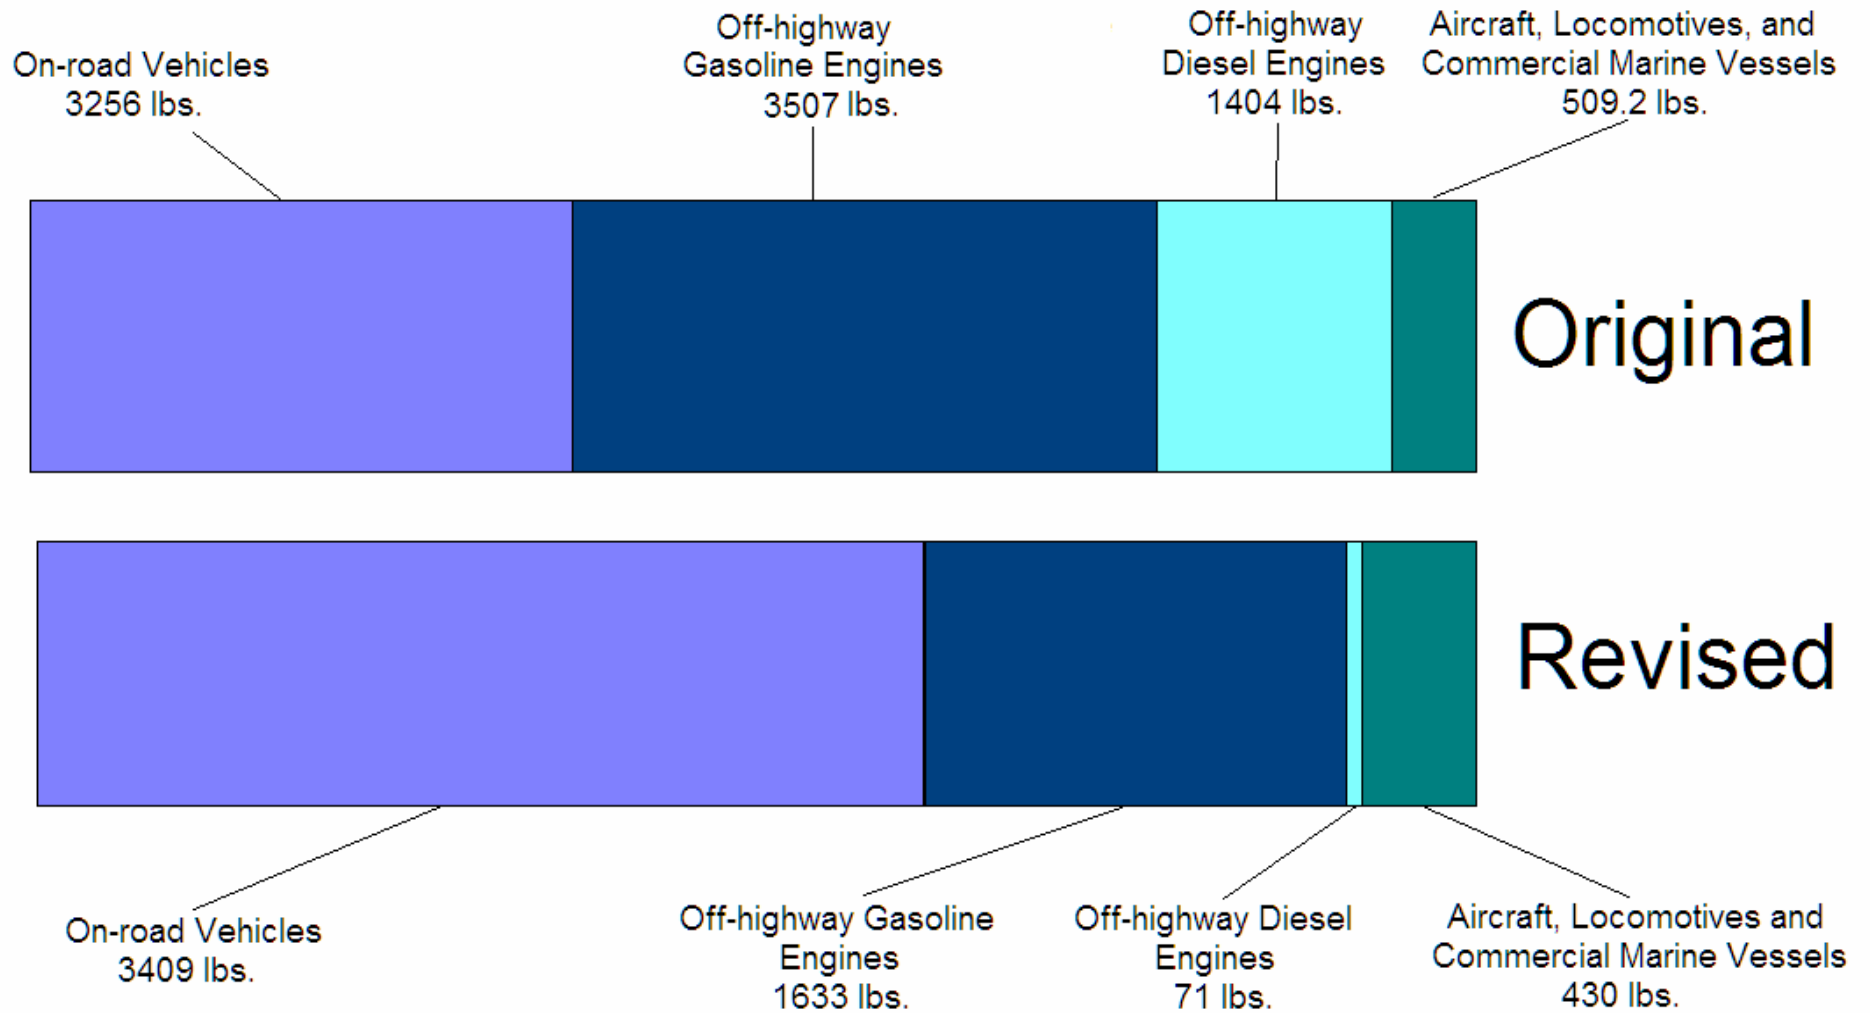 On-road Vehicles
3256 lbs.
Off-highway
Gasoline Engines
3507 lbs.
Off-highway
Diesel Engines
1404 lbs.
Aircraft, Locomotives, and
Commercial Marine Vessels
509.2 lbs.
Original
Revised
On-road Vehicles
3409 lbs.
Off-highway Gasoline
Engines
1633 lbs.
Off-highway Diesel
Engines
71 lbs.
Aircraft, Locomotives and
Commercial Marine Vessels
430 lbs.